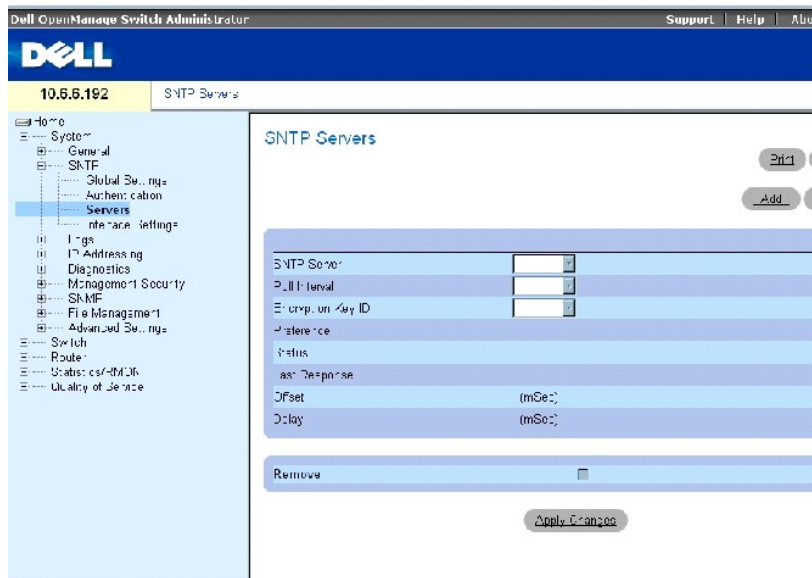 Dell OpenManage Switch Administrator
Support | Help |
DELL
10.6.6.192
SNTP Servers
Home
System
General
SNTP
Global Settings
Authentication
Servers
Interface Settings
Logs
IP Addressing
Diagnostics
Management Security
SNMP
File Management
Advanced Settings
Switch
Router
Statistics/RMON
Quality of Service
SNTP Servers
Print
Add
SNTP Server
Poll Interval
Encryption Key ID
Preference
Status
Last Response
Offset (mSec)
Delay (mSec)
Remove
Apply Changes